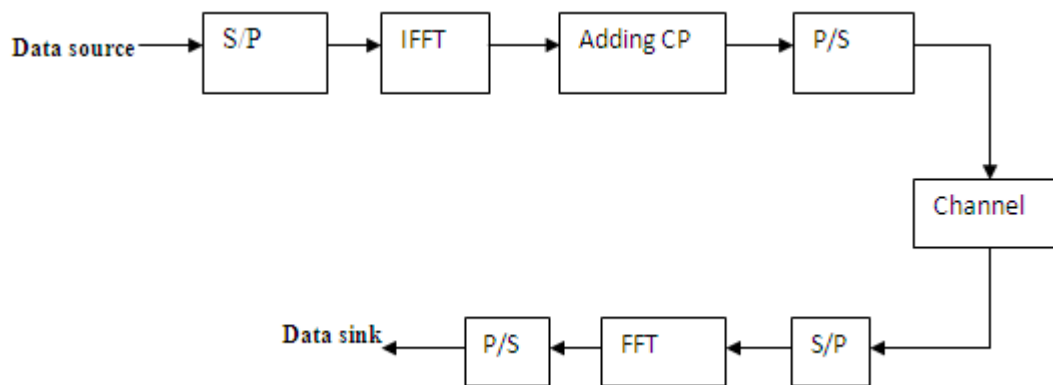 Data source
S/P
IFFT
Adding CP
P/S
Channel
Data sink
P/S
FFT
S/P